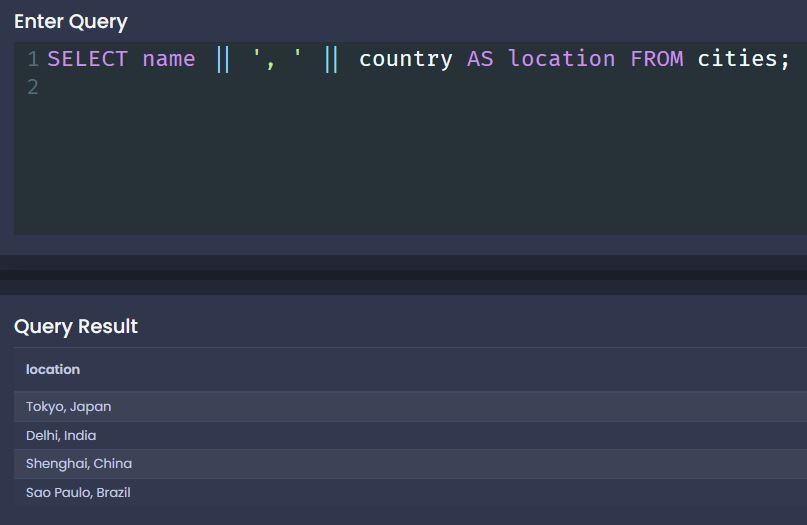 Enter Query
1 SELECT name || ', ' || country AS location FROM cities;
2
Query Result
location
Tokyo, Japan
Delhi, India
Shenghai, China
Sao Paulo, Brazil